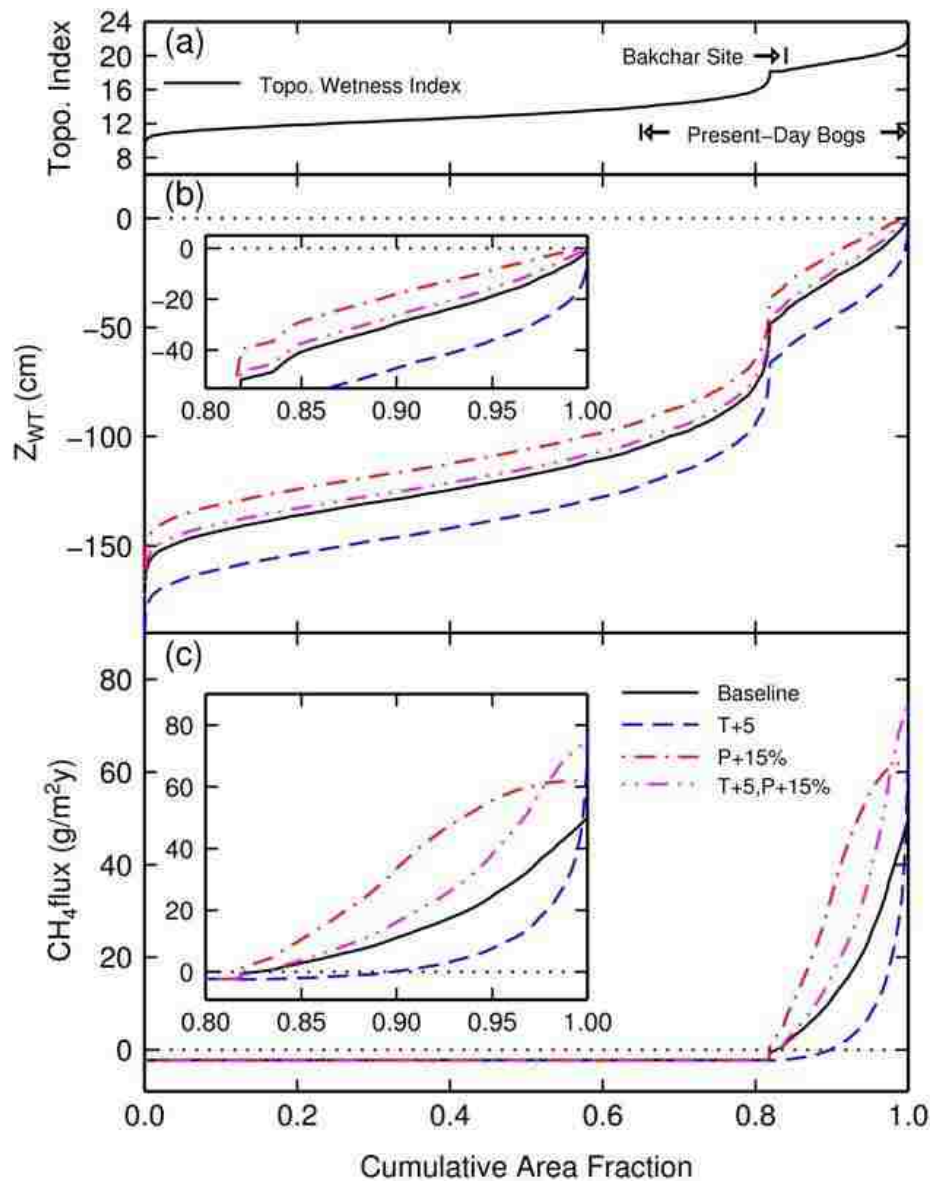 (a)
Topo. Index
24
20
16
12
8
Topo. Wetness Index
Bakchar Site
Present-Day Bogs
(b)
Z_WT (cm)
0
-50
-100
-150
0
-20
-40
0.80 0.85 0.90 0.95 1.00
(c)
CH₄flux (g/m²y)
80
60
40
20
0
80
60
40
20
0
0.80 0.85 0.90 0.95 1.00
Baseline
T+5
P+15%
T+5,P+15%
0.0 0.2 0.4 0.6 0.8 1.0
Cumulative Area Fraction